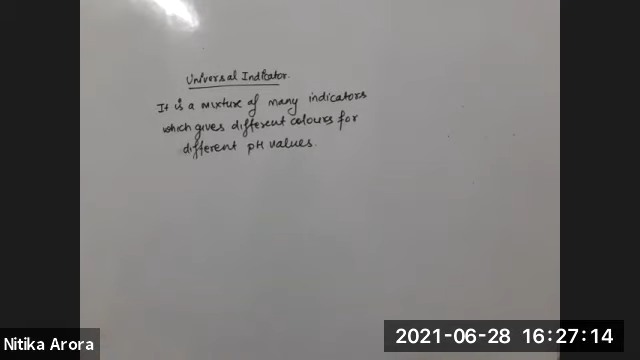 Universal Indicator.
It is a mixture of many indicators
which gives different colours for
different pH values.
Nitika Arora
2021-06-28 16:27:14